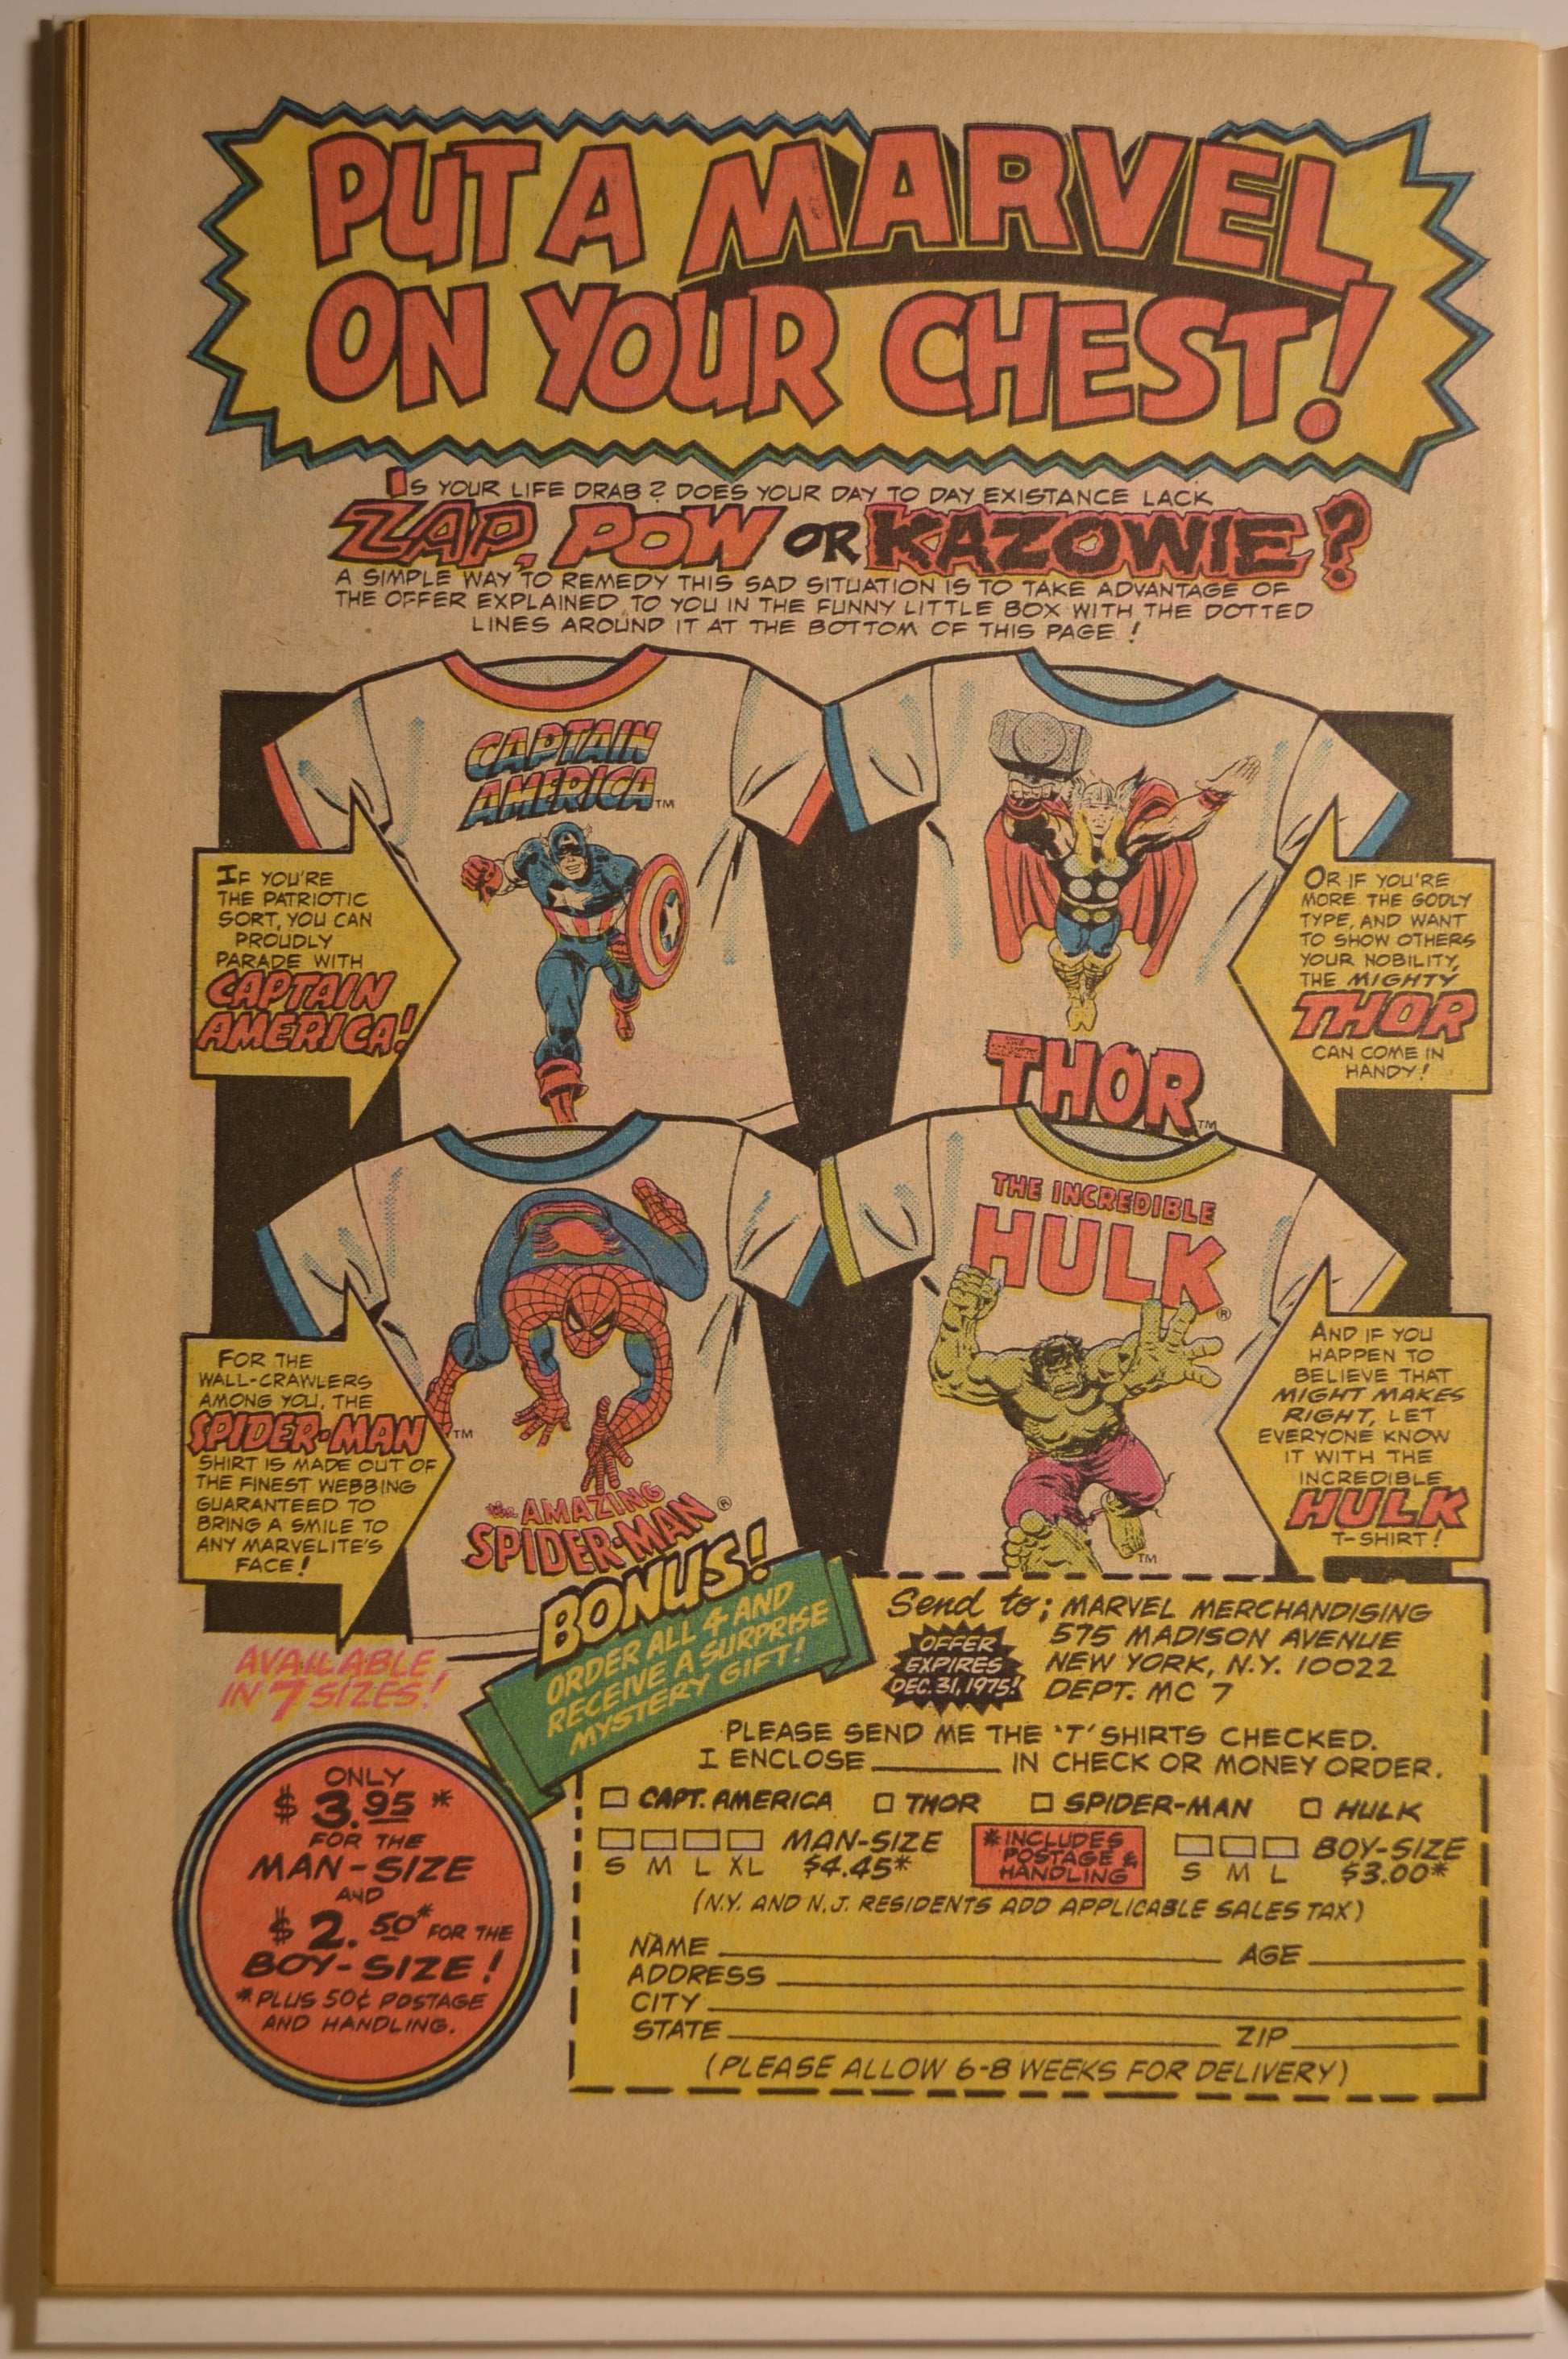 PUT A MARVEL
ON YOUR CHEST!
IS YOUR LIFE DRAB? DOES YOUR DAY TO DAY EXISTANCE LACK
ZAP, POW OR KAZOWIE?
A SIMPLE WAY TO REMEDY THIS SAD SITUATION IS TO TAKE ADVANTAGE OF
THE OFFER EXPLAINED TO YOU IN THE FUNNY LITTLE BOX WITH THE DOTTED
LINES AROUND IT AT THE BOTTOM OF THIS PAGE!
CAPTAIN
AMERICA™
IF YOU'RE
THE PATRIOTIC
SORT, YOU CAN
PROUDLY
PARADE WITH
CAPTAIN
AMERICA!
THOR™
OR IF YOU'RE
MORE THE GODLY
TYPE, AND WANT
TO SHOW OTHERS
YOUR NOBILITY,
THE MIGHTY
THOR
CAN COME IN
HANDY!
FOR THE
WALL-CRAWLERS
AMONG YOU, THE
SPIDER-MAN
SHIRT IS MADE OUT OF
THE FINEST WEBBING
GUARANTEED TO
BRING A SMILE TO
ANY MARVELITE'S
FACE!
™
the AMAZING
SPIDER-MAN®
THE INCREDIBLE
HULK®
™
AND IF YOU
HAPPEN TO
BELIEVE THAT
MIGHT MAKES
RIGHT, LET
EVERYONE KNOW
IT WITH THE
INCREDIBLE
HULK
T-SHIRT!
AVAILABLE
IN 7 SIZES!
BONUS!
ORDER ALL 4 AND
RECEIVE A SURPRISE
MYSTERY GIFT!
ONLY
$3.95*
FOR THE
MAN-SIZE
AND
$2.50* FOR THE
BOY-SIZE!
*PLUS 50¢ POSTAGE
AND HANDLING.
Send to; MARVEL MERCHANDISING
575 MADISON AVENUE
NEW YORK, N.Y. 10022
DEPT. MC 7
OFFER
EXPIRES
DEC. 31, 1975!
PLEASE SEND ME THE 'T' SHIRTS CHECKED.
I ENCLOSE ________ IN CHECK OR MONEY ORDER.
CAPT. AMERICA THOR SPIDER-MAN HULK
S M L XL MAN-SIZE $4.45*
*INCLUDES
POSTAGE &
HANDLING
S M L BOY-SIZE $3.00*
(N.Y. AND N.J. RESIDENTS ADD APPLICABLE SALES TAX)
NAME AGE
ADDRESS
CITY
STATE ZIP
(PLEASE ALLOW 6-8 WEEKS FOR DELIVERY)